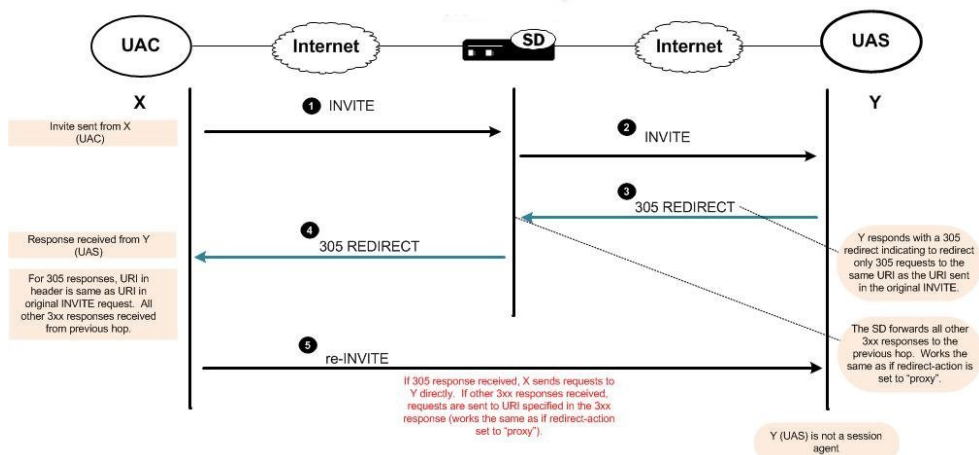 UAC
Internet
SD
Internet
UAS
X
Y
1 INVITE
Invite sent from X
(UAC)
2 INVITE
3
305 REDIRECT
4
305 REDIRECT
Response received from Y
(UAS)
Y responds with a 305
redirect indicating to redirect
only 305 requests to the
same URI as the URI sent
in the original INVITE.
For 305 responses, URI in
header is same as URI in
original INVITE request. All
other 3xx responses received
from previous hop.
The SD forwards all other
3xx responses to the
previous hop. Works the
same as if redirect-action is
set to “proxy”.
5
re-INVITE
If 305 response received, X sends requests to
Y directly. If other 3xx responses received,
requests are sent to URI specified in the 3xx
response (works the same as if redirect-action
set to “proxy”).
Y (UAS) is not a session
agent